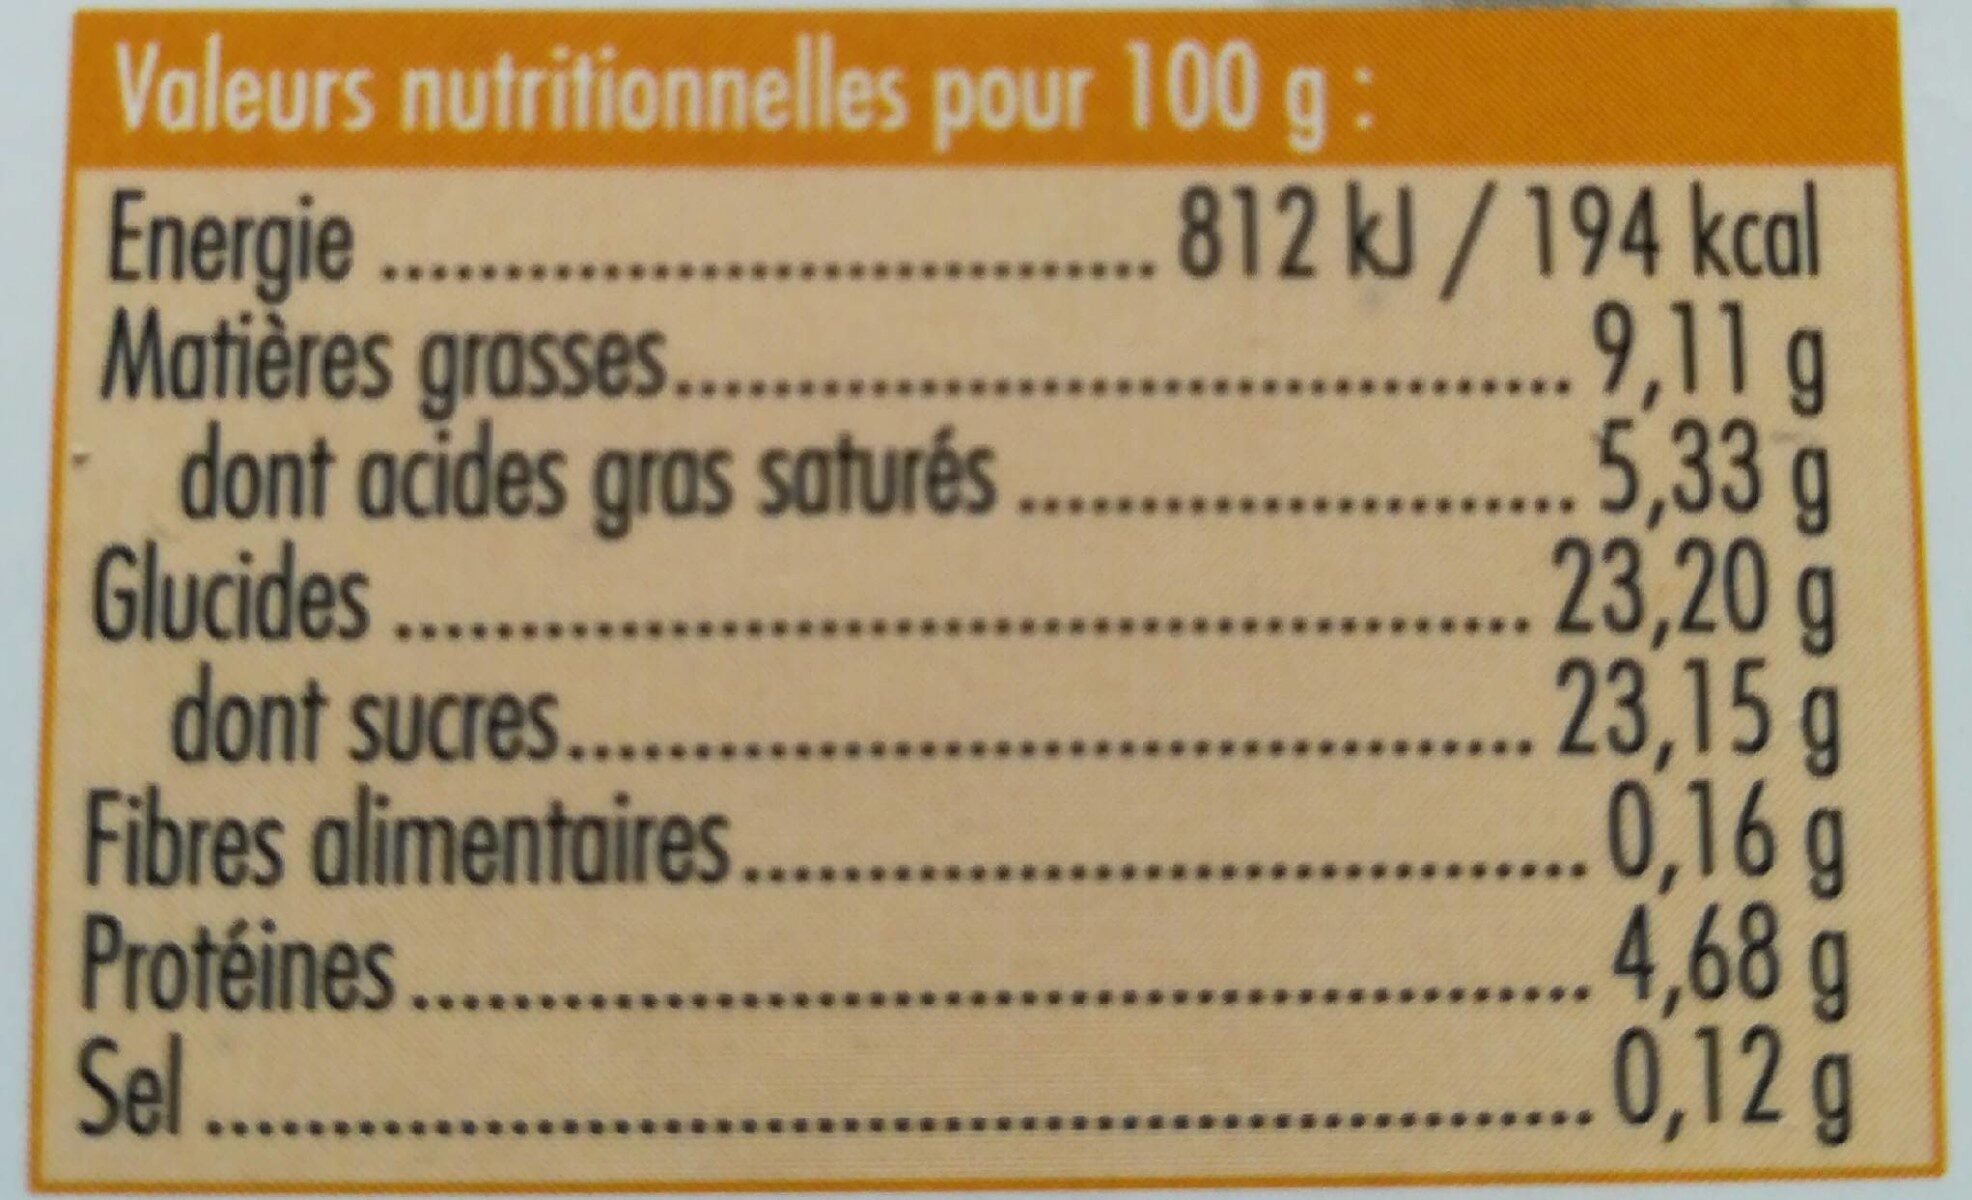 Valeurs nutritionnelles pour 100 g :
Energie ................................ 812 kJ / 194 kcal
Matières grasses..................................... 9,11 g
dont acides gras saturés ....................... 5,33 g
Glucides ............................................... 23,20 g
dont sucres........................................ 23,15 g
Fibres alimentaires................................... 0,16 g
Protéines ................................................ 4,68 g
Sel ......................................................... 0,12 g